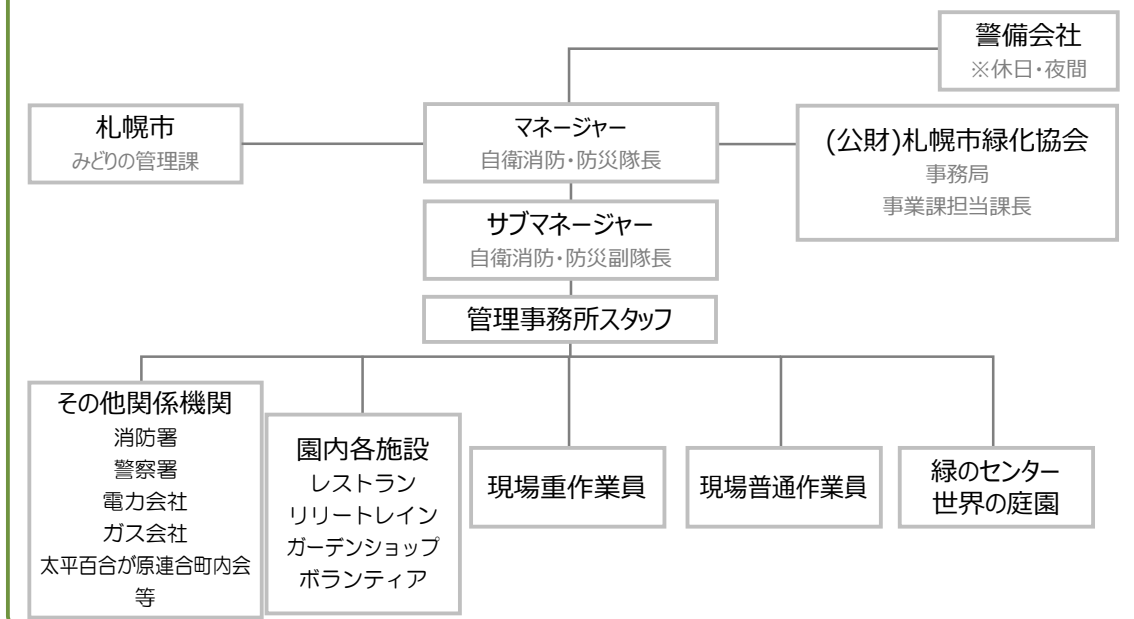 警備会社
※休日・夜間
札幌市
みどりの管理課
マネージャー
自衛消防・防災隊長
(公財)札幌市緑化協会
事務局
事業課担当課長
サブマネージャー
自衛消防・防災副隊長
管理事務所スタッフ
その他関係機関
消防署
警察署
電力会社
ガス会社
太平百合が原連合町内会
等
園内各施設
レストラン
リリートレイン
ガーデンショップ
ボランティア
現場重作業員
現場普通作業員
緑のセンター
世界の庭園